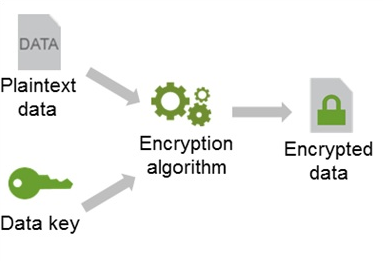 DATA
Plaintext
data
Encryption
algorithm
Encrypted
data
Data key